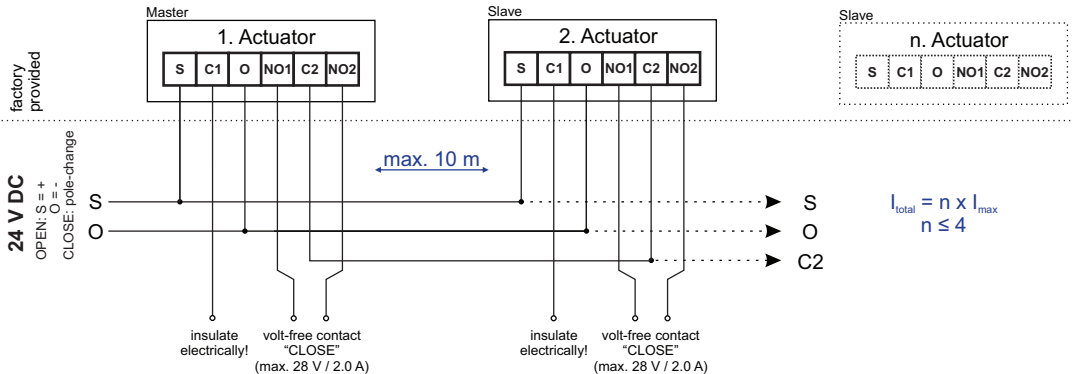 Master
1. Actuator
S C1 O NO1 C2 NO2
Slave
2. Actuator
S C1 O NO1 C2 NO2
Slave
n. Actuator
S C1 O NO1 C2 NO2
factory
provided
24 V DC
OPEN: S = +
O = -
CLOSE: pole-change
max. 10 m
S
O
S
O
C2
I total = n x I max
n ≤ 4
insulate
electrically!
volt-free contact
“CLOSE”
(max. 28 V / 2.0 A)
insulate
electrically!
volt-free contact
“CLOSE”
(max. 28 V / 2.0 A)